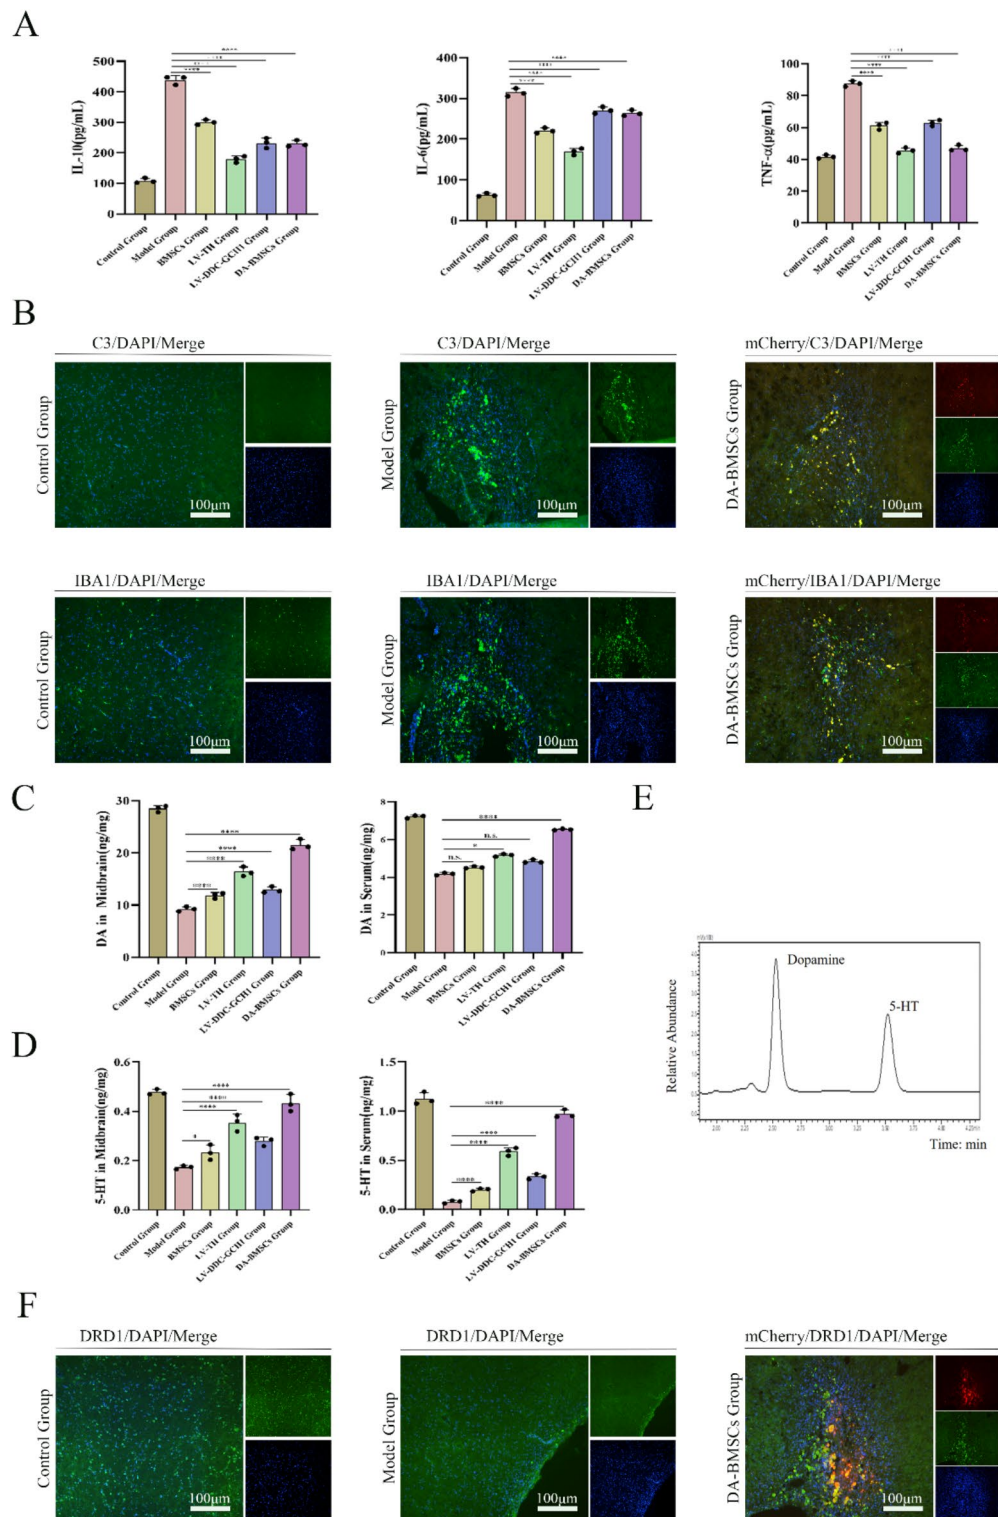 A
IL-10(pg/mL)
500
400
300
200
100
0
****
Control Group
Model Group
BMSCs Group
LV-TH Group
LV-DDC-GCH1 Group
DA-BMSCs Group
IL-6(pg/mL)
400
300
200
100
0
****
Control Group
Model Group
BMSCs Group
LV-TH Group
LV-DDC-GCH1 Group
DA-BMSCs Group
TNF-α(pg/mL)
100
80
60
40
20
0
****
****
Control Group
Model Group
BMSCs Group
LV-TH Group
LV-DDC-GCH1 Group
DA-BMSCs Group
B
C3/DAPI/Merge
Control Group
100μm
C3/DAPI/Merge
Model Group
100μm
mCherry/C3/DAPI/Merge
DA-BMSCs Group
100μm
IBA1/DAPI/Merge
Control Group
100μm
IBA1/DAPI/Merge
Model Group
100μm
mCherry/IBA1/DAPI/Merge
DA-BMSCs Group
100μm
C
DA in Midbrain(ng/mg)
30
20
10
0
****
****
****
****
Control Group
Model Group
BMSCs Group
LV-TH Group
LV-DDC-GCH1 Group
DA-BMSCs Group
DA in Serum(ng/mg)
8
6
4
2
0
****
n.s.
*
n.s.
Control Group
Model Group
BMSCs Group
LV-TH Group
LV-DDC-GCH1 Group
DA-BMSCs Group
E
Relative Abundance
Dopamine
5-HT
Time: min
D
5-HT in Midbrain(ng/mg)
0.6
0.4
0.2
0.0
****
****
****
*
Control Group
Model Group
BMSCs Group
LV-TH Group
LV-DDC-GCH1 Group
DA-BMSCs Group
5-HT in Serum(ng/mg)
1.5
1.0
0.5
0.0
****
****
****
****
Control Group
Model Group
BMSCs Group
LV-TH Group
LV-DDC-GCH1 Group
DA-BMSCs Group
F
DRD1/DAPI/Merge
Control Group
100μm
DRD1/DAPI/Merge
Model Group
100μm
mCherry/DRD1/DAPI/Merge
DA-BMSCs Group
100μm